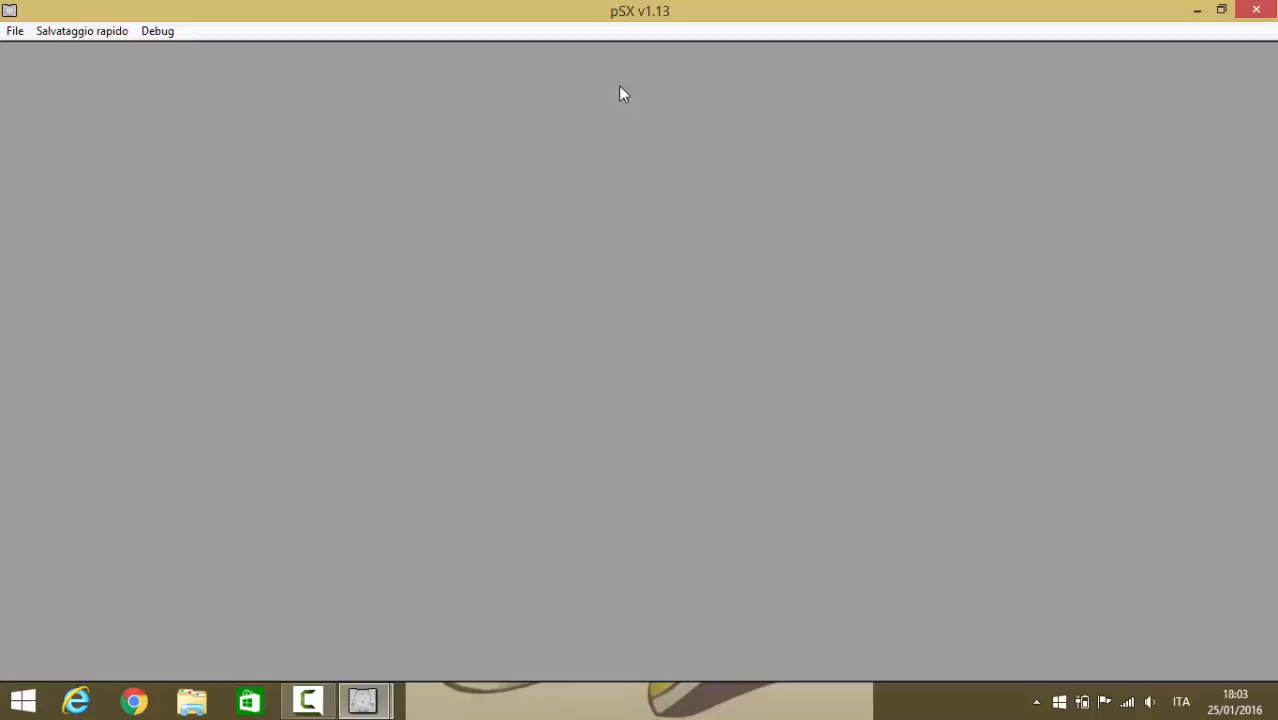 pSX v1.13
File Salvataggio rapido Debug
ITA
18:03
25/01/2016